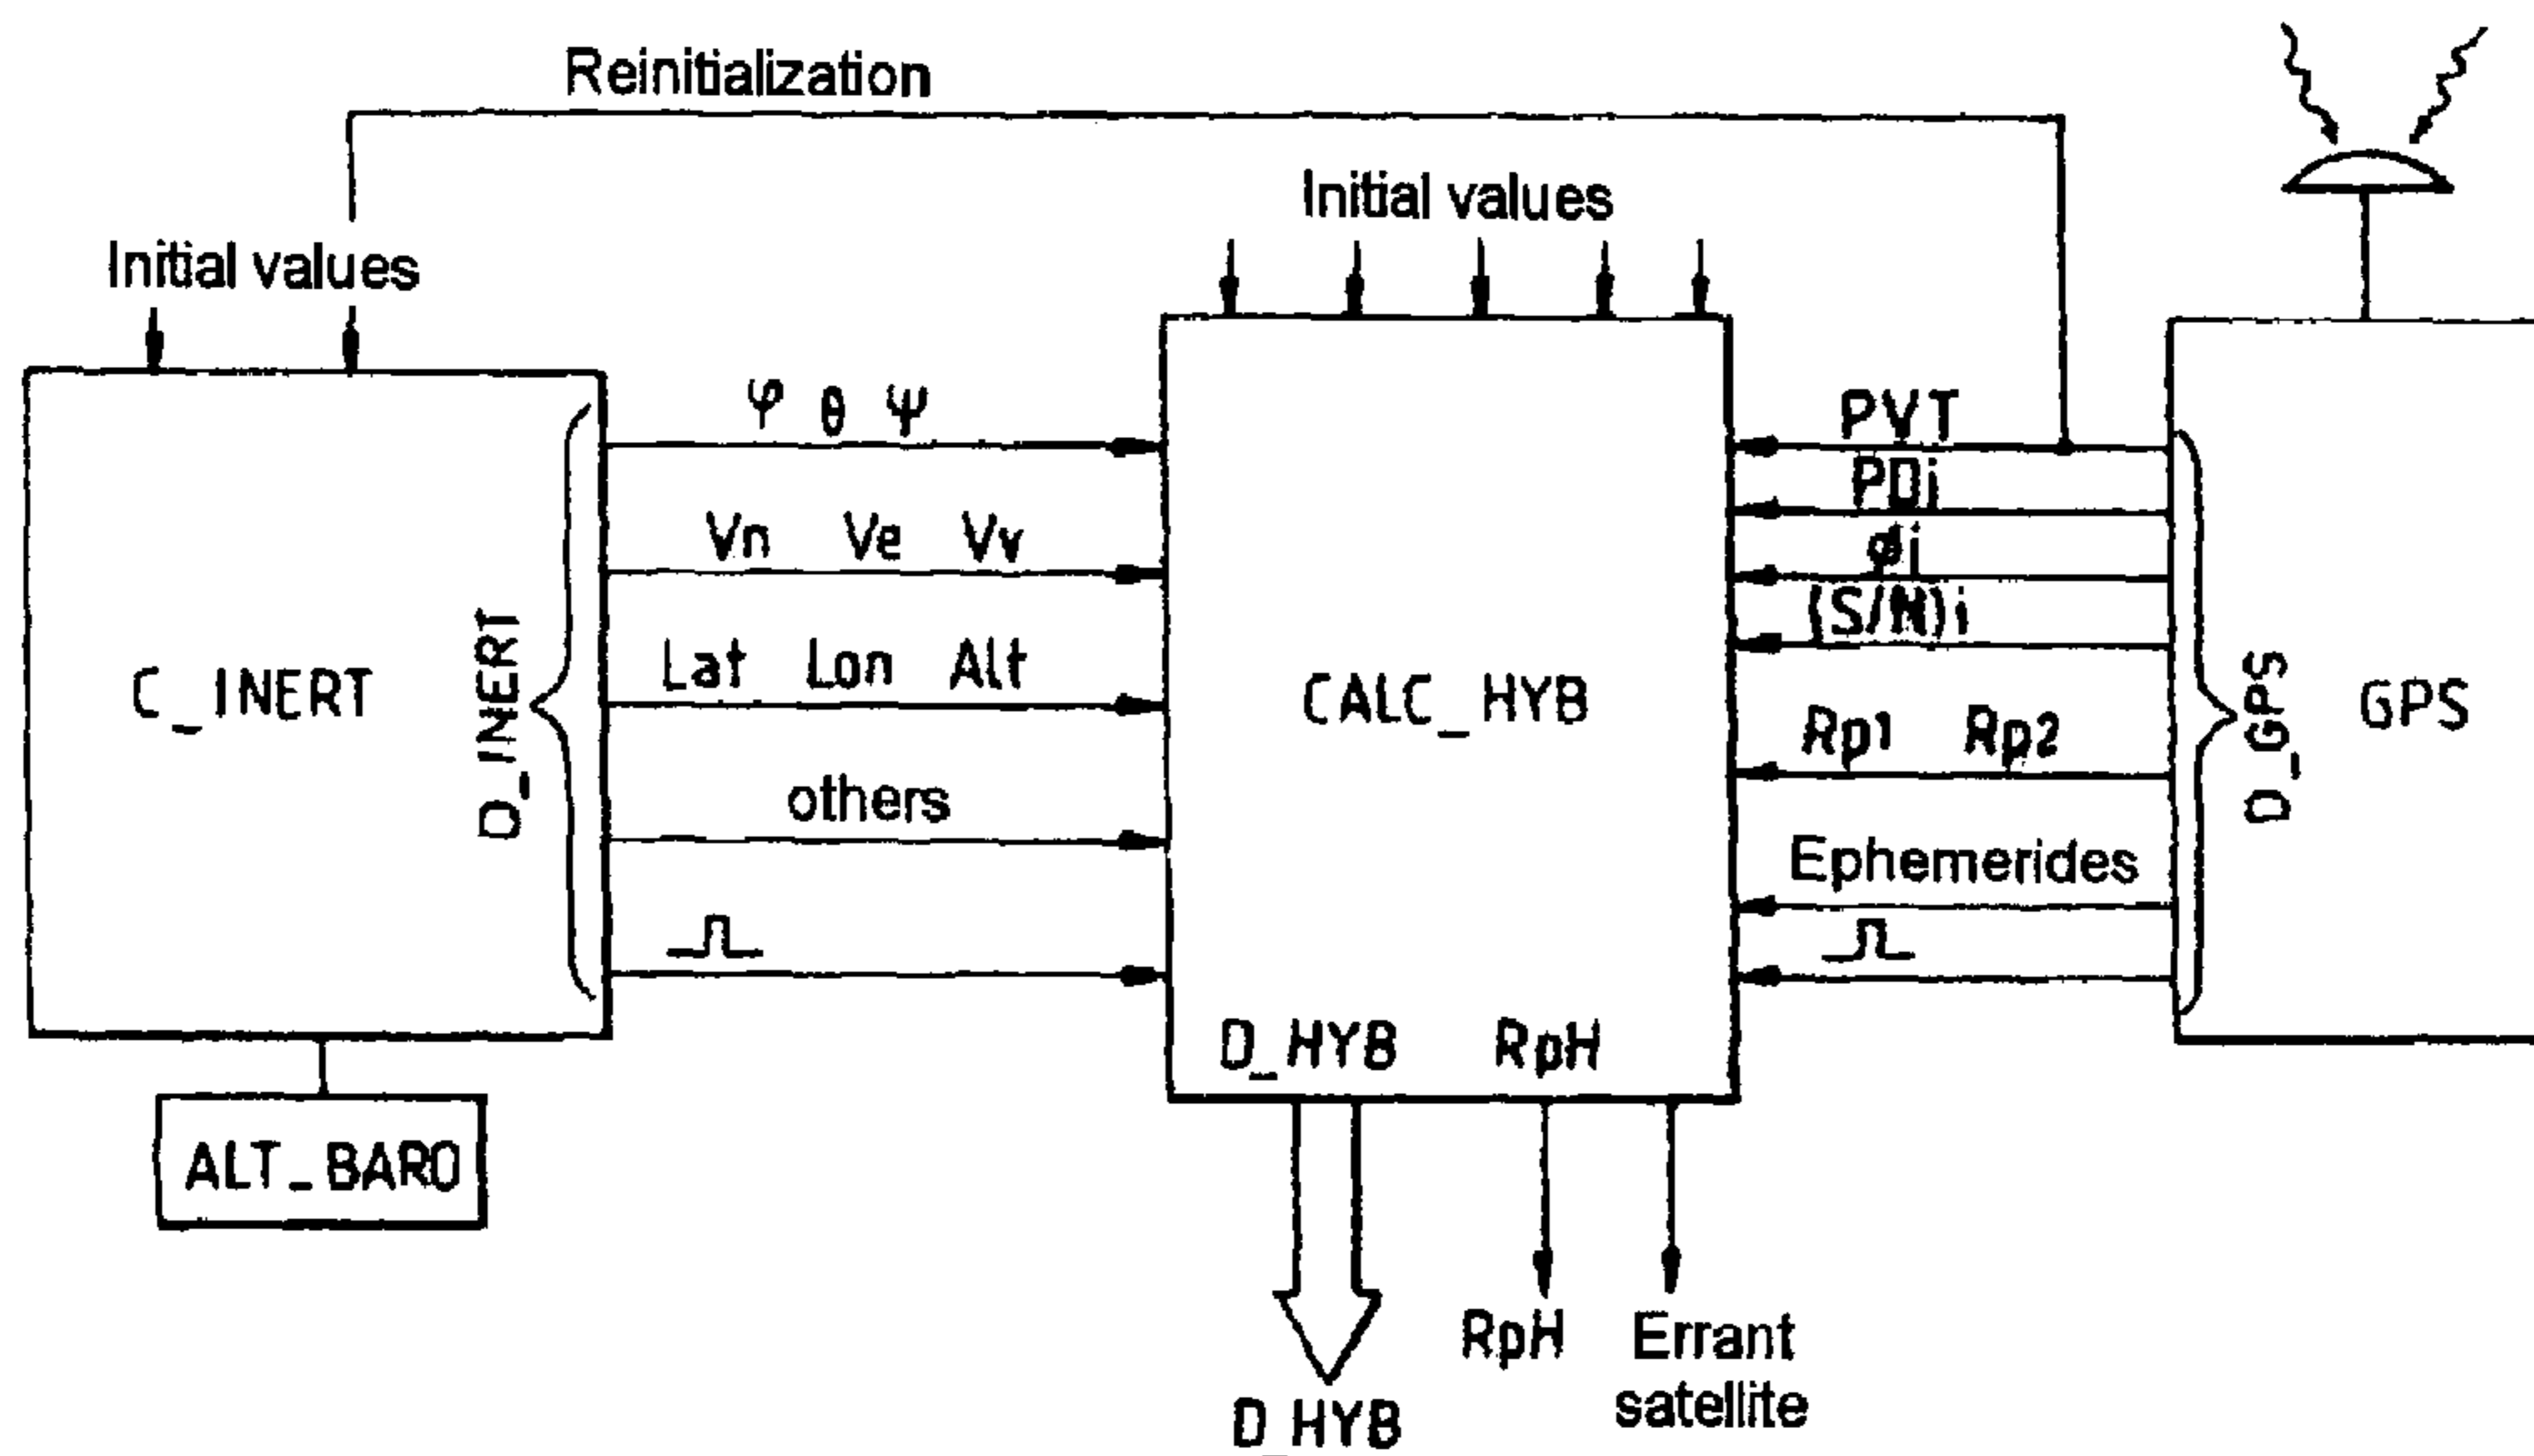 Reinitialization
Initial values
Initial values
φ θ ψ
Vn Ve Vv
Lat Lon Alt
others
C_INERT
D_INERT
ALT_BARO
CALC_HYB
D_HYB RpH
PVT
PDi
φi
(S/N)i
Rp1 Rp2
Ephemerides
D_GPS
GPS
D_HYB
RpH
Errant
satellite